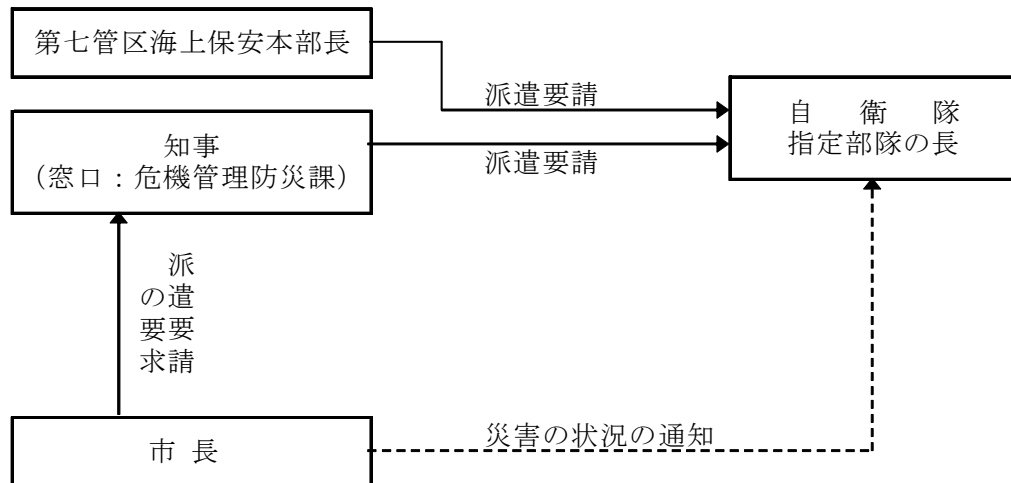 第七管区海上保安本部長
派遣要請
自衛隊
指定部隊の長
知事
（窓口：危機管理防災課）
派遣要請
派遣要請
の要求
市長
災害の状況の通知